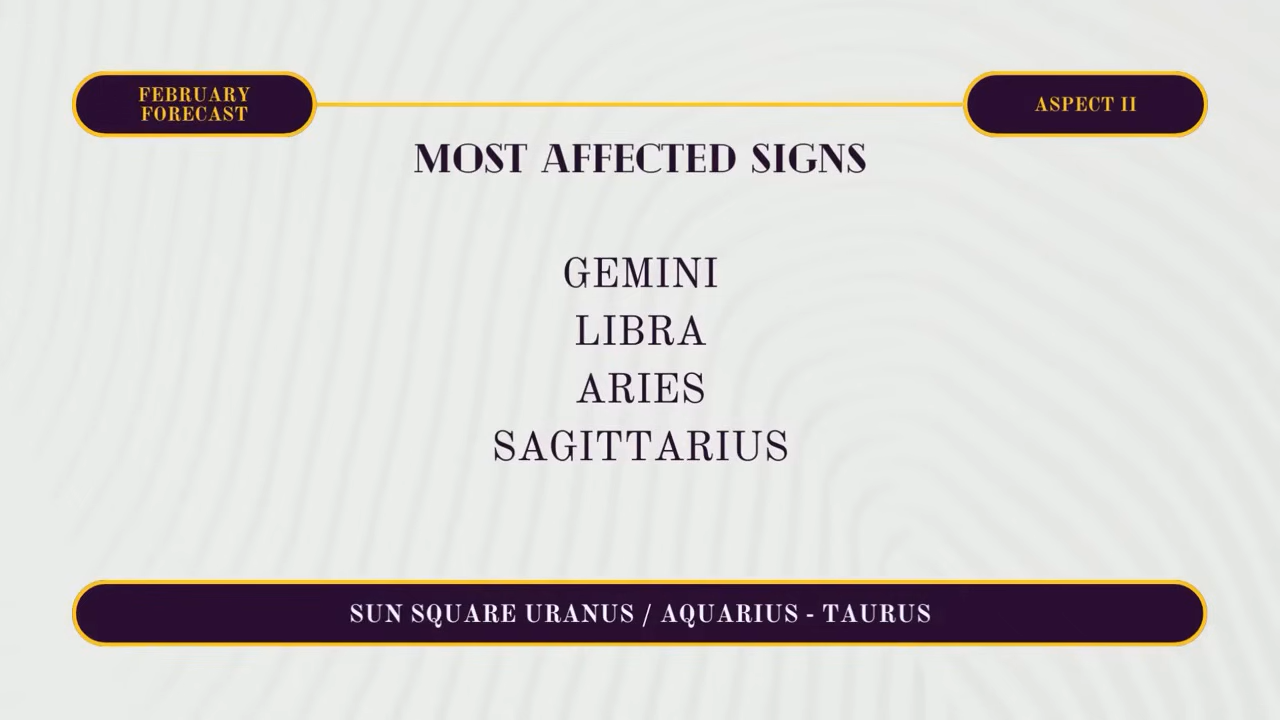 FEBRUARY
FORECAST
ASPECT II
MOST AFFECTED SIGNS
GEMINI
LIBRA
ARIES
SAGITTARIUS
SUN SQUARE URANUS / AQUARIUS - TAURUS